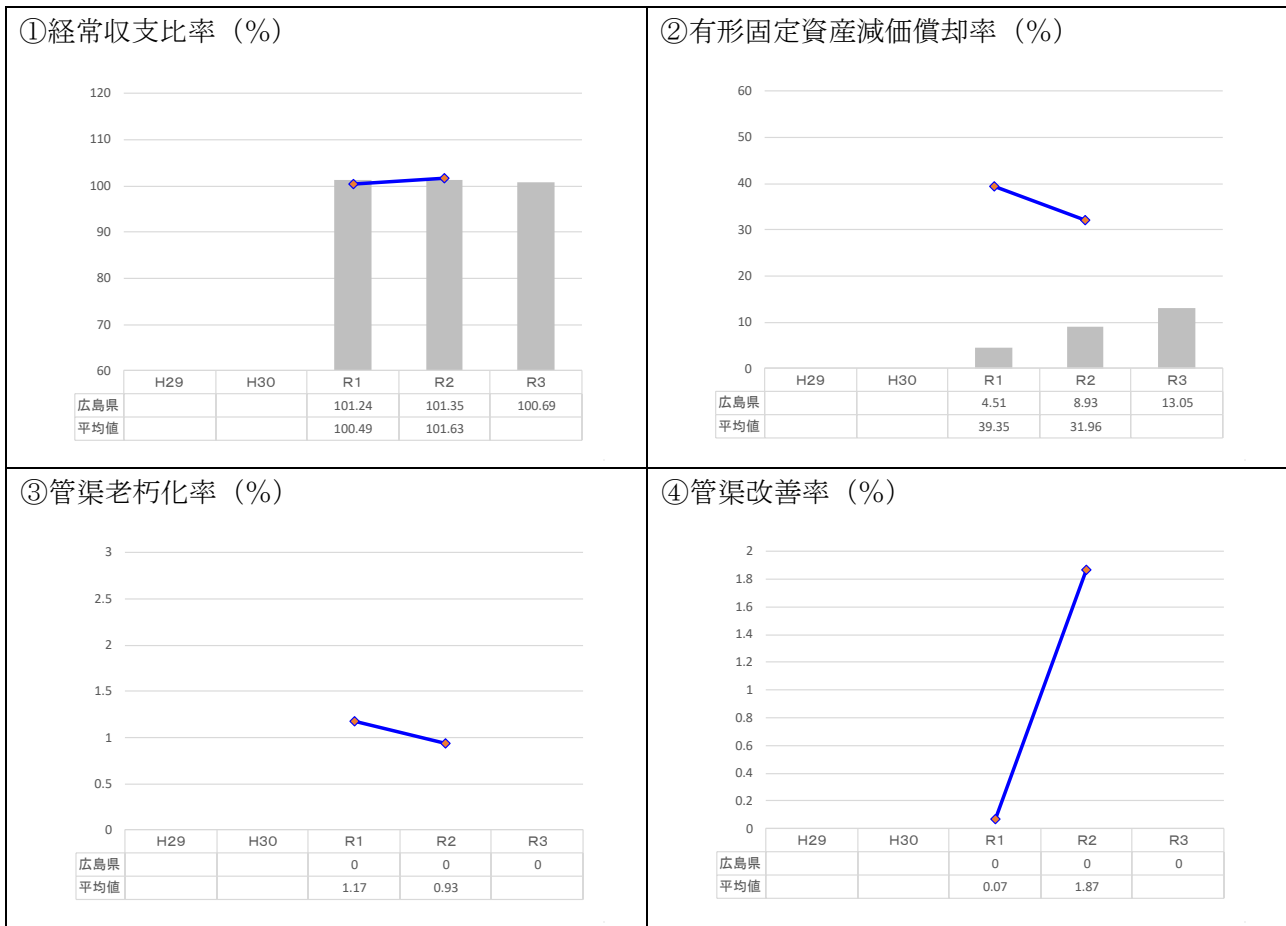 ①経常収支比率（%）
120
110
100
90
80
70
60
H29 H30 R1 R2 R3
広島県 101.24 101.35 100.69
平均値 100.49 101.63
②有形固定資産減価償却率（%）
60
50
40
30
20
10
0
H29 H30 R1 R2 R3
広島県 4.51 8.93 13.05
平均値 39.35 31.96
③管渠老朽化率（%）
3
2.5
2
1.5
1
0.5
0
H29 H30 R1 R2 R3
広島県 0 0 0
平均値 1.17 0.93
④管渠改善率（%）
2
1.8
1.6
1.4
1.2
1
0.8
0.6
0.4
0.2
0
H29 H30 R1 R2 R3
広島県 0 0 0
平均値 0.07 1.87